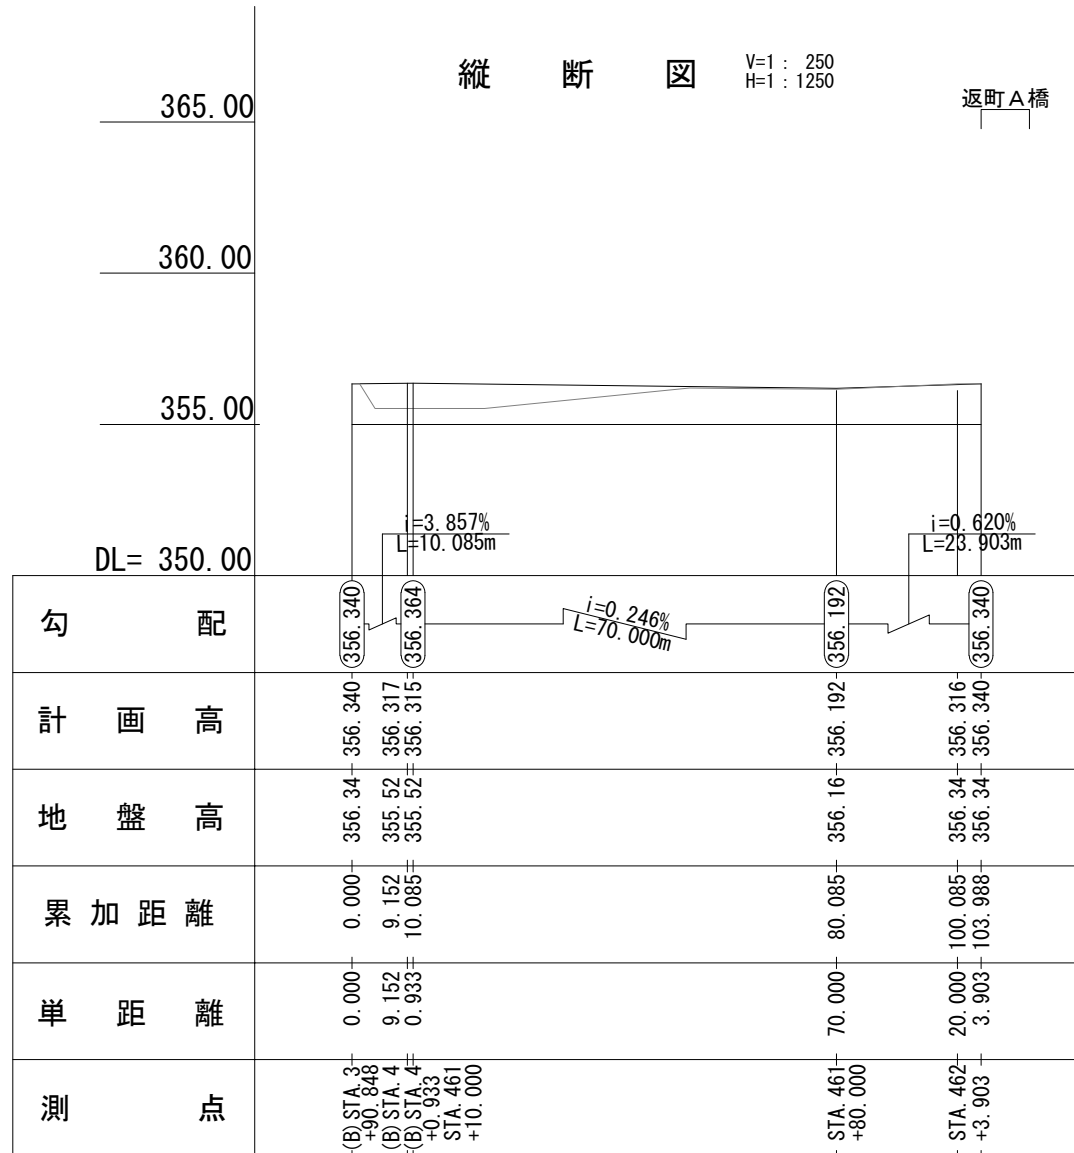 縦 断 図
V=1 : 250
H=1 : 1250
返町A橋
365.00
360.00
355.00
DL= 350.00
i=3.857%
L=10.085m
i=0.620%
L=23.903m
勾 配
356.340
356.364
i=0.246%
L=70.000m
356.192
356.340
計 画 高
356.340
356.317
356.315
356.192
356.316
356.340
地 盤 高
356.34
355.52
355.52
356.16
356.34
356.34
累 加 距 離
0.000
9.152
10.085
80.085
100.085
103.988
単 距 離
0.000
9.152
0.933
70.000
20.000
3.903
測 点
(B)STA.3
+90.848
(B)STA.4
(B)STA.4
+0.933
STA.461
+10.000
STA.461
+80.000
STA.462
+3.903